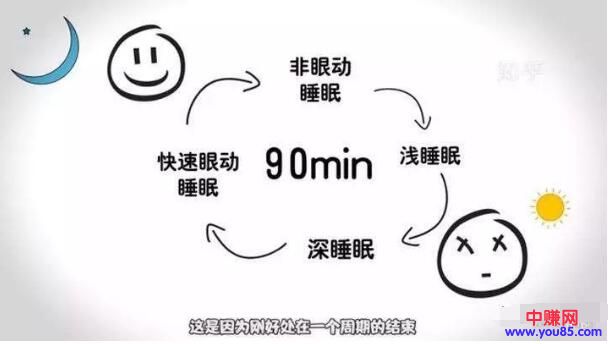 知乎
非眼动
睡眠
快速眼动
睡眠
90min
浅睡眠
深睡眠
中赚网
www.you85.com
这是因为刚好处在一个周期的结束